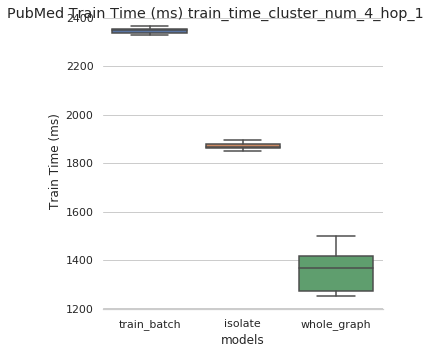 PubMed Train Time (ms) train_time_cluster_num_4_hop_1
2400
2200
2000
1800
1600
1400
1200
Train Time (ms)
train_batch isolate whole_graph
models